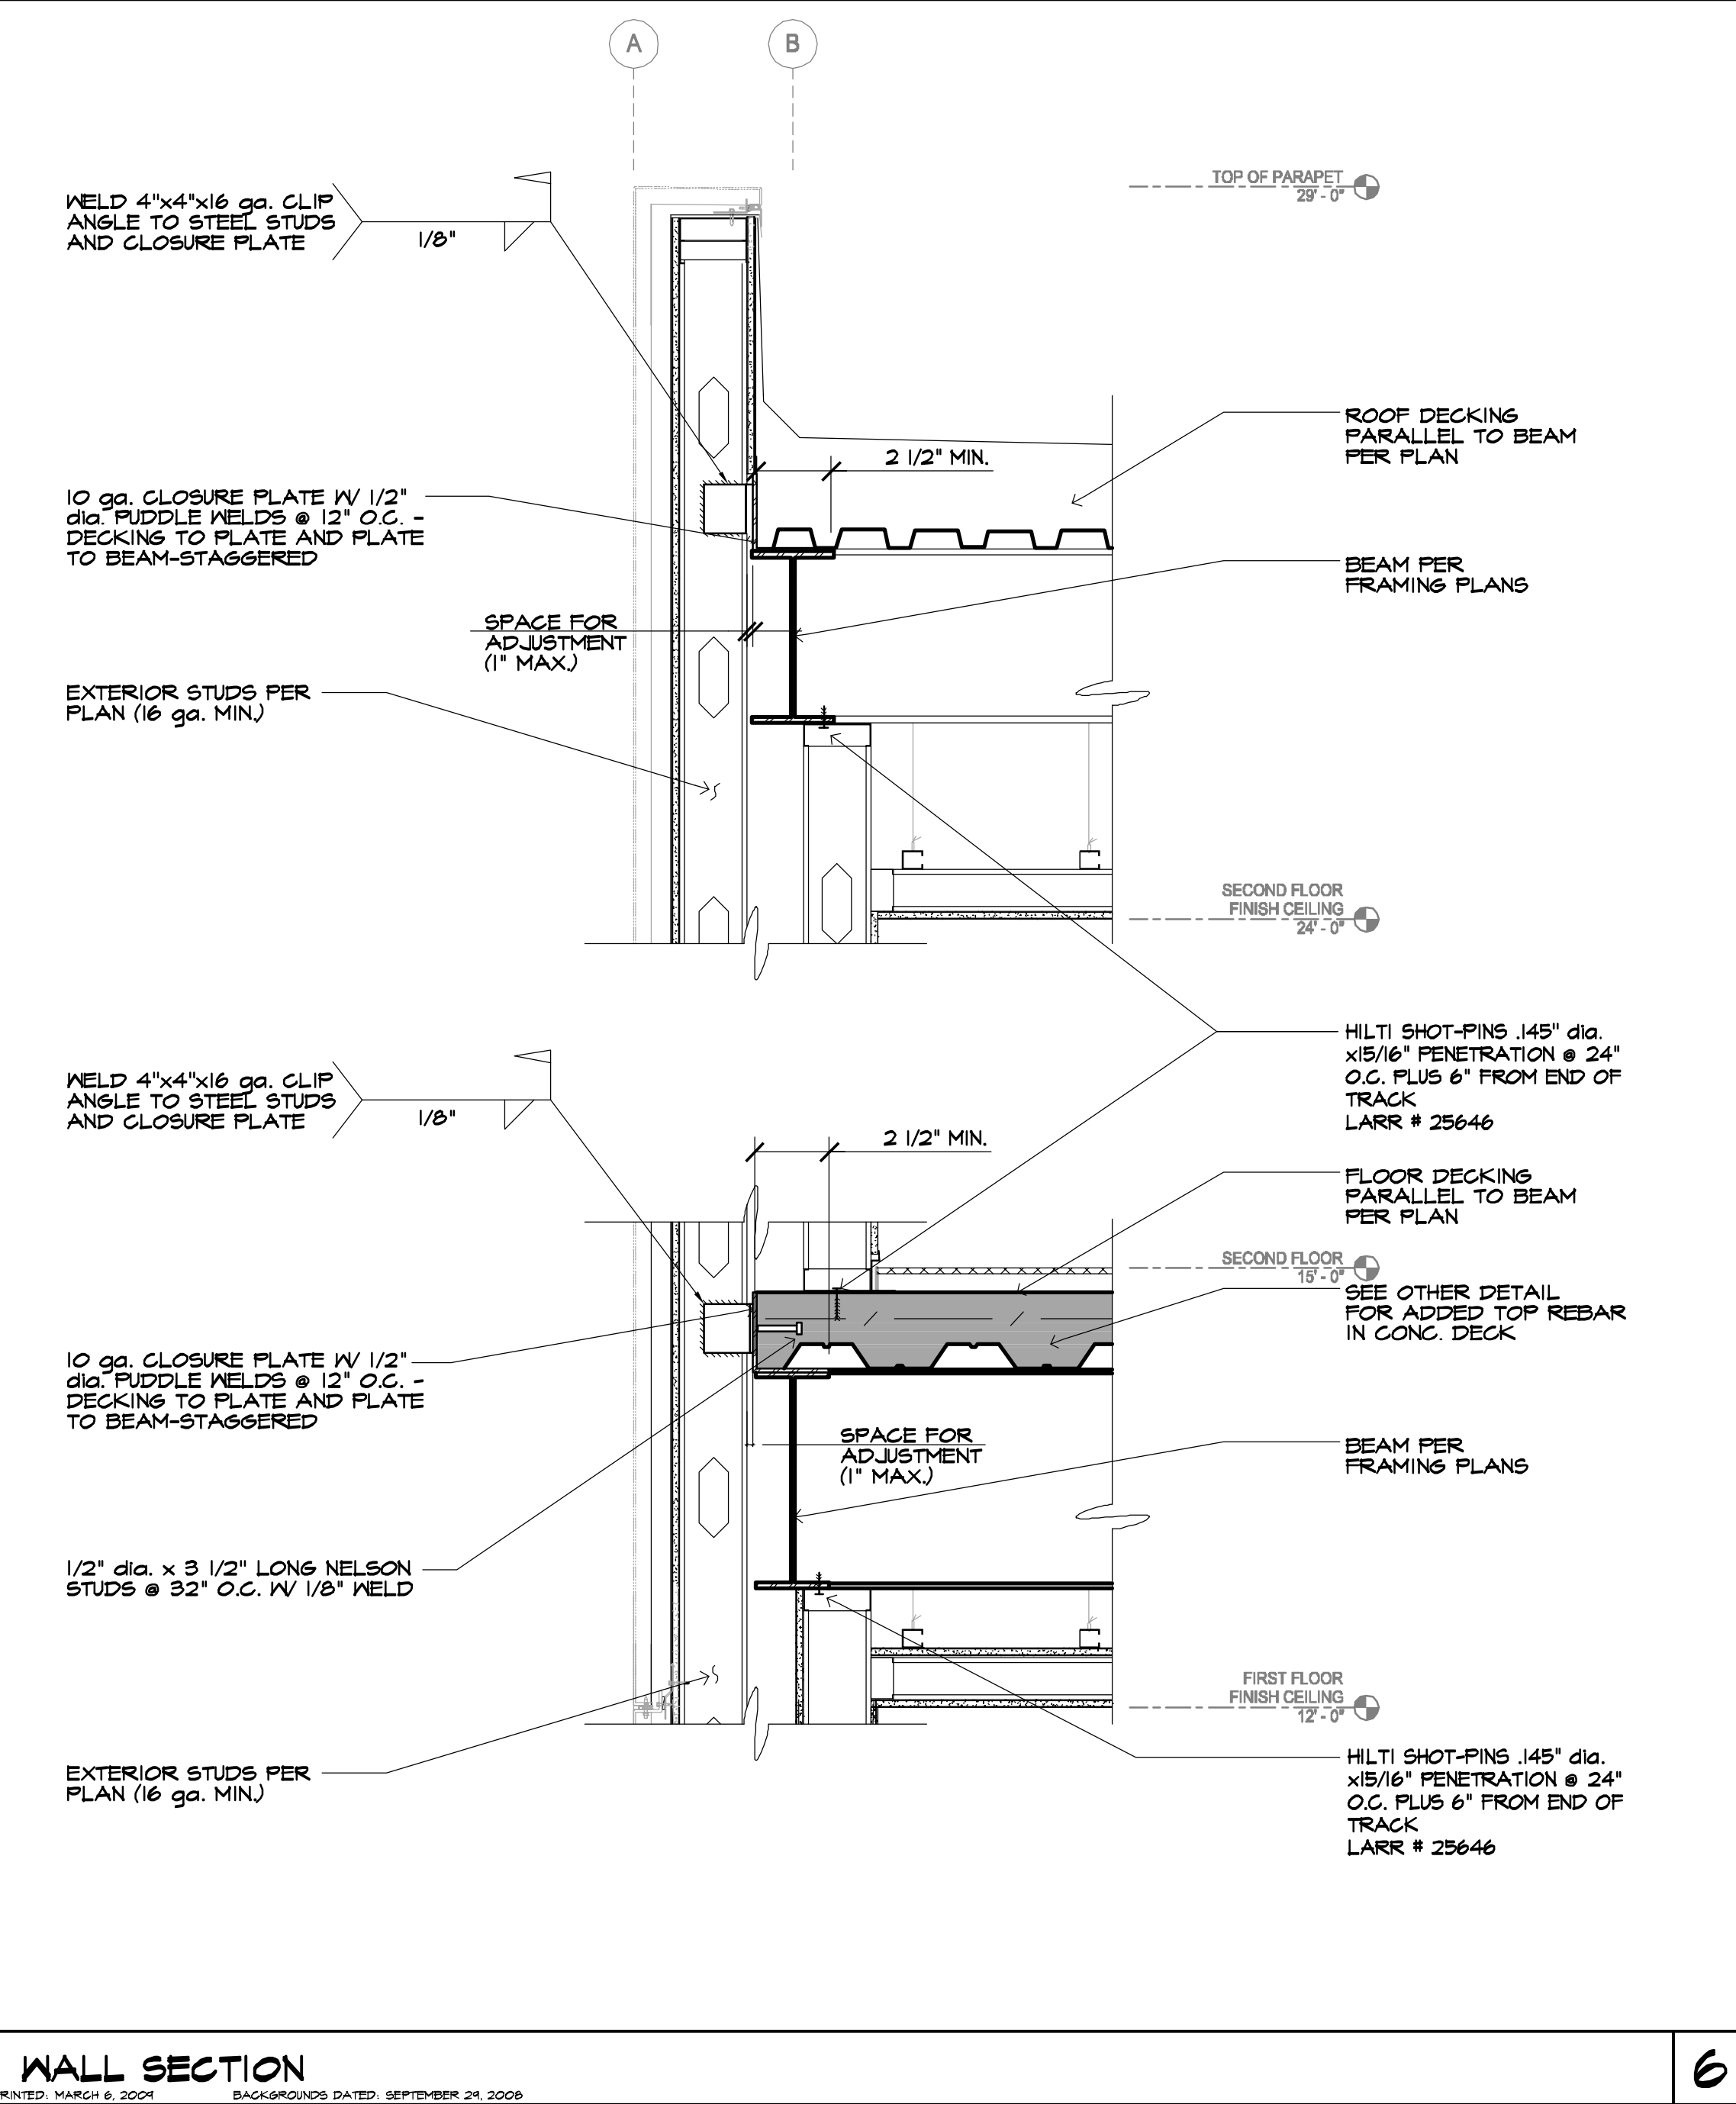 A
B
TOP OF PARAPET
29' - 0"
WELD 4"x4"x16 ga. CLIP
ANGLE TO STEEL STUDS
AND CLOSURE PLATE
1/8"
ROOF DECKING
PARALLEL TO BEAM
PER PLAN
2 1/2" MIN.
10 ga. CLOSURE PLATE W/ 1/2"
dia. PUDDLE WELDS @ 12" O.C. -
DECKING TO PLATE AND PLATE
TO BEAM-STAGGERED
BEAM PER
FRAMING PLANS
SPACE FOR
ADJUSTMENT
(1" MAX.)
EXTERIOR STUDS PER
PLAN (16 ga. MIN.)
SECOND FLOOR
FINISH CEILING
24' - 0"
HILTI SHOT-PINS .145" dia.
x15/16" PENETRATION @ 24"
O.C. PLUS 6" FROM END OF
TRACK
LARR # 25646
WELD 4"x4"x16 ga. CLIP
ANGLE TO STEEL STUDS
AND CLOSURE PLATE
1/8"
2 1/2" MIN.
FLOOR DECKING
PARALLEL TO BEAM
PER PLAN
SECOND FLOOR
15' - 0"
SEE OTHER DETAIL
FOR ADDED TOP REBAR
IN CONC. DECK
10 ga. CLOSURE PLATE W/ 1/2"
dia. PUDDLE WELDS @ 12" O.C. -
DECKING TO PLATE AND PLATE
TO BEAM-STAGGERED
SPACE FOR
ADJUSTMENT
(1" MAX.)
BEAM PER
FRAMING PLANS
1/2" dia. x 3 1/2" LONG NELSON
STUDS @ 32" O.C. W/ 1/8" WELD
FIRST FLOOR
FINISH CEILING
12' - 0"
EXTERIOR STUDS PER
PLAN (16 ga. MIN.)
HILTI SHOT-PINS .145" dia.
x15/16" PENETRATION @ 24"
O.C. PLUS 6" FROM END OF
TRACK
LARR # 25646
WALL SECTION
6
RINTED: MARCH 6, 2009 BACKGROUNDS DATED: SEPTEMBER 29, 2008